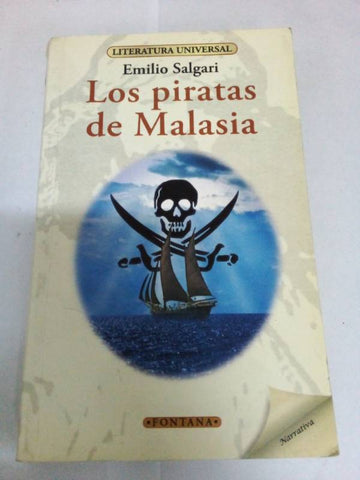 LITERATURA UNIVERSAL
Emilio Salgari
Los piratas
de Malasia
•FONTANA•
Narrativa